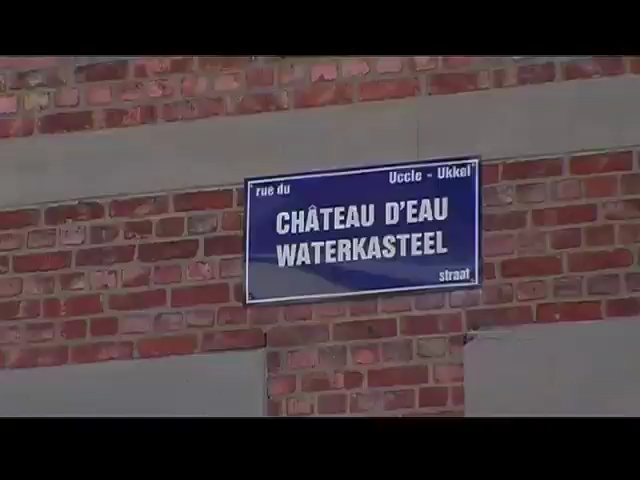 rue du Uccle - Ukkel
CHÂTEAU D'EAU
WATERKASTEEL
straat